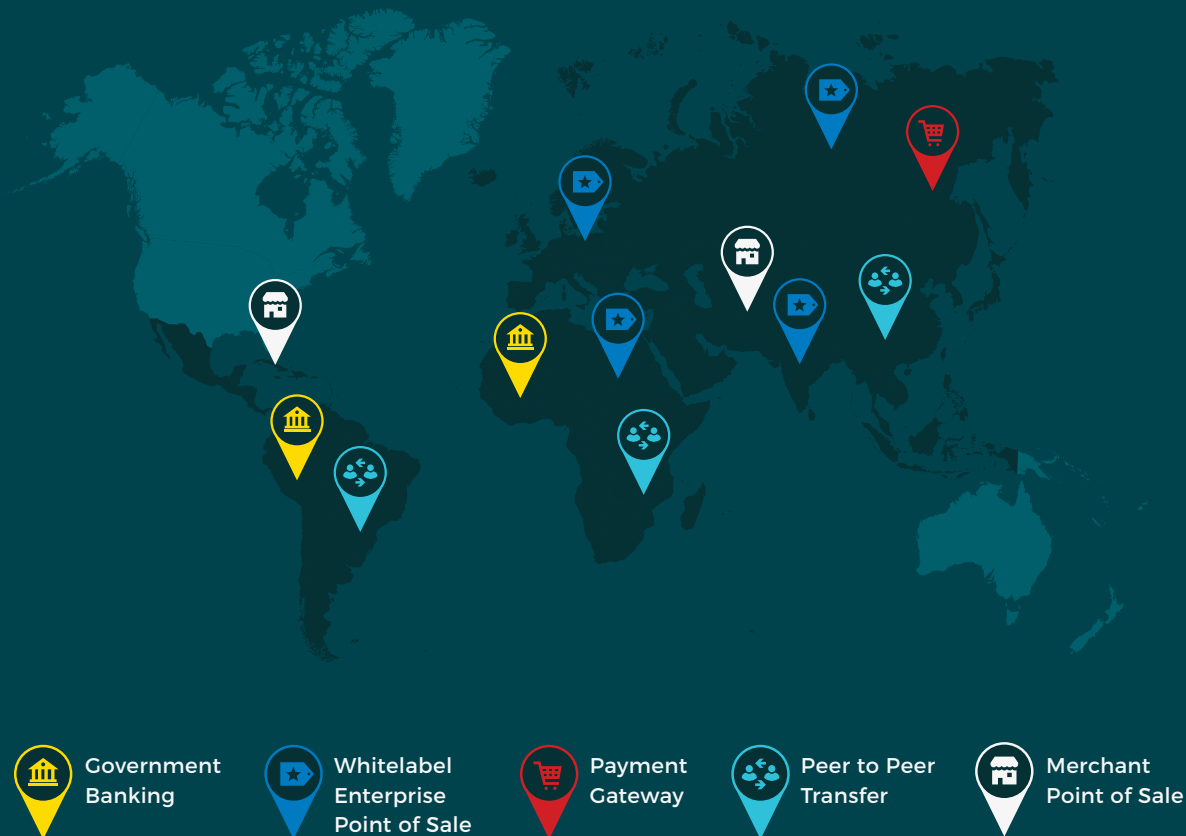 Government
Banking
Whitelabel
Enterprise
Point of Sale
Payment
Gateway
Peer to Peer
Transfer
Merchant
Point of Sale